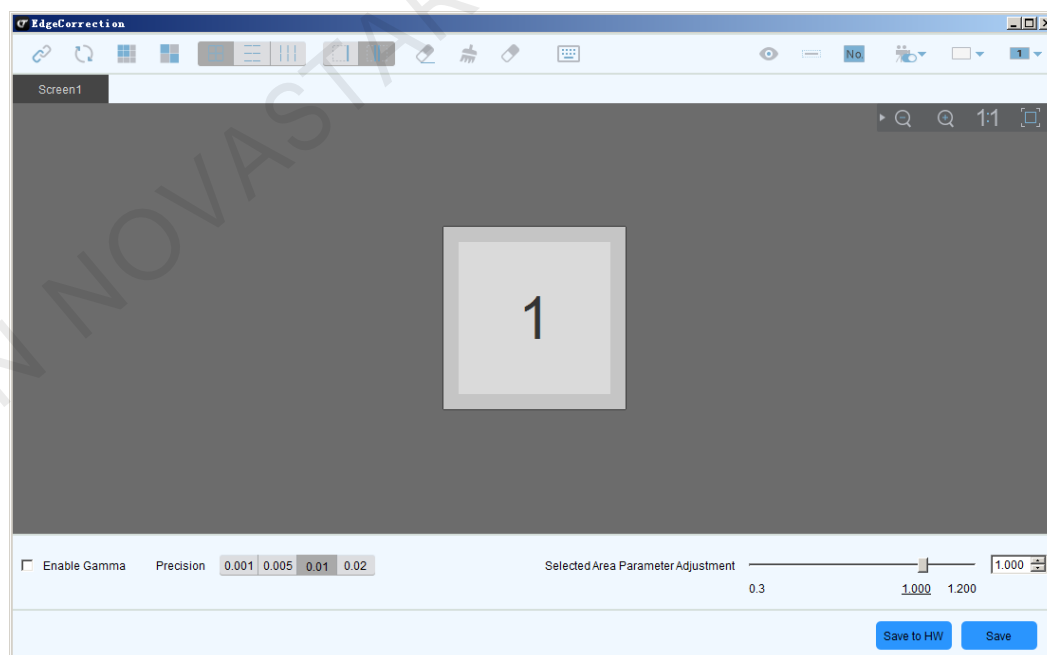 EdgeCorrection
No. 1
Screen1
1:1
1
Enable Gamma Precision 0.001 0.005 0.01 0.02 Selected Area Parameter Adjustment 1.000
0.3 1.000 1.200
Save to HW Save
NOVASTAR